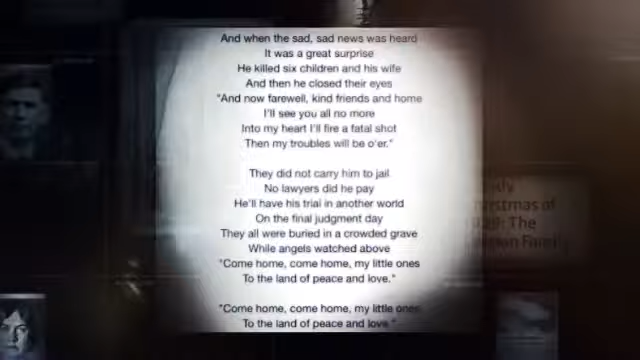 And when the sad, sad news was heard
It was a great surprise
He killed six children and his wife
And then he closed their eyes
"And now farewell, kind friends and home
I'll see you all no more
Into my heart I'll fire a fatal shot
Then my troubles will be o'er."
They did not carry him to jail
No lawyers did he pay
He'll have his trial in another world
On the final judgment day
They all were buried in a crowded grave
While angels watched above
"Come home, come home, my little ones
To the land of peace and love."
"Come home, come home, my little ones
To the land of peace and love."
of
The